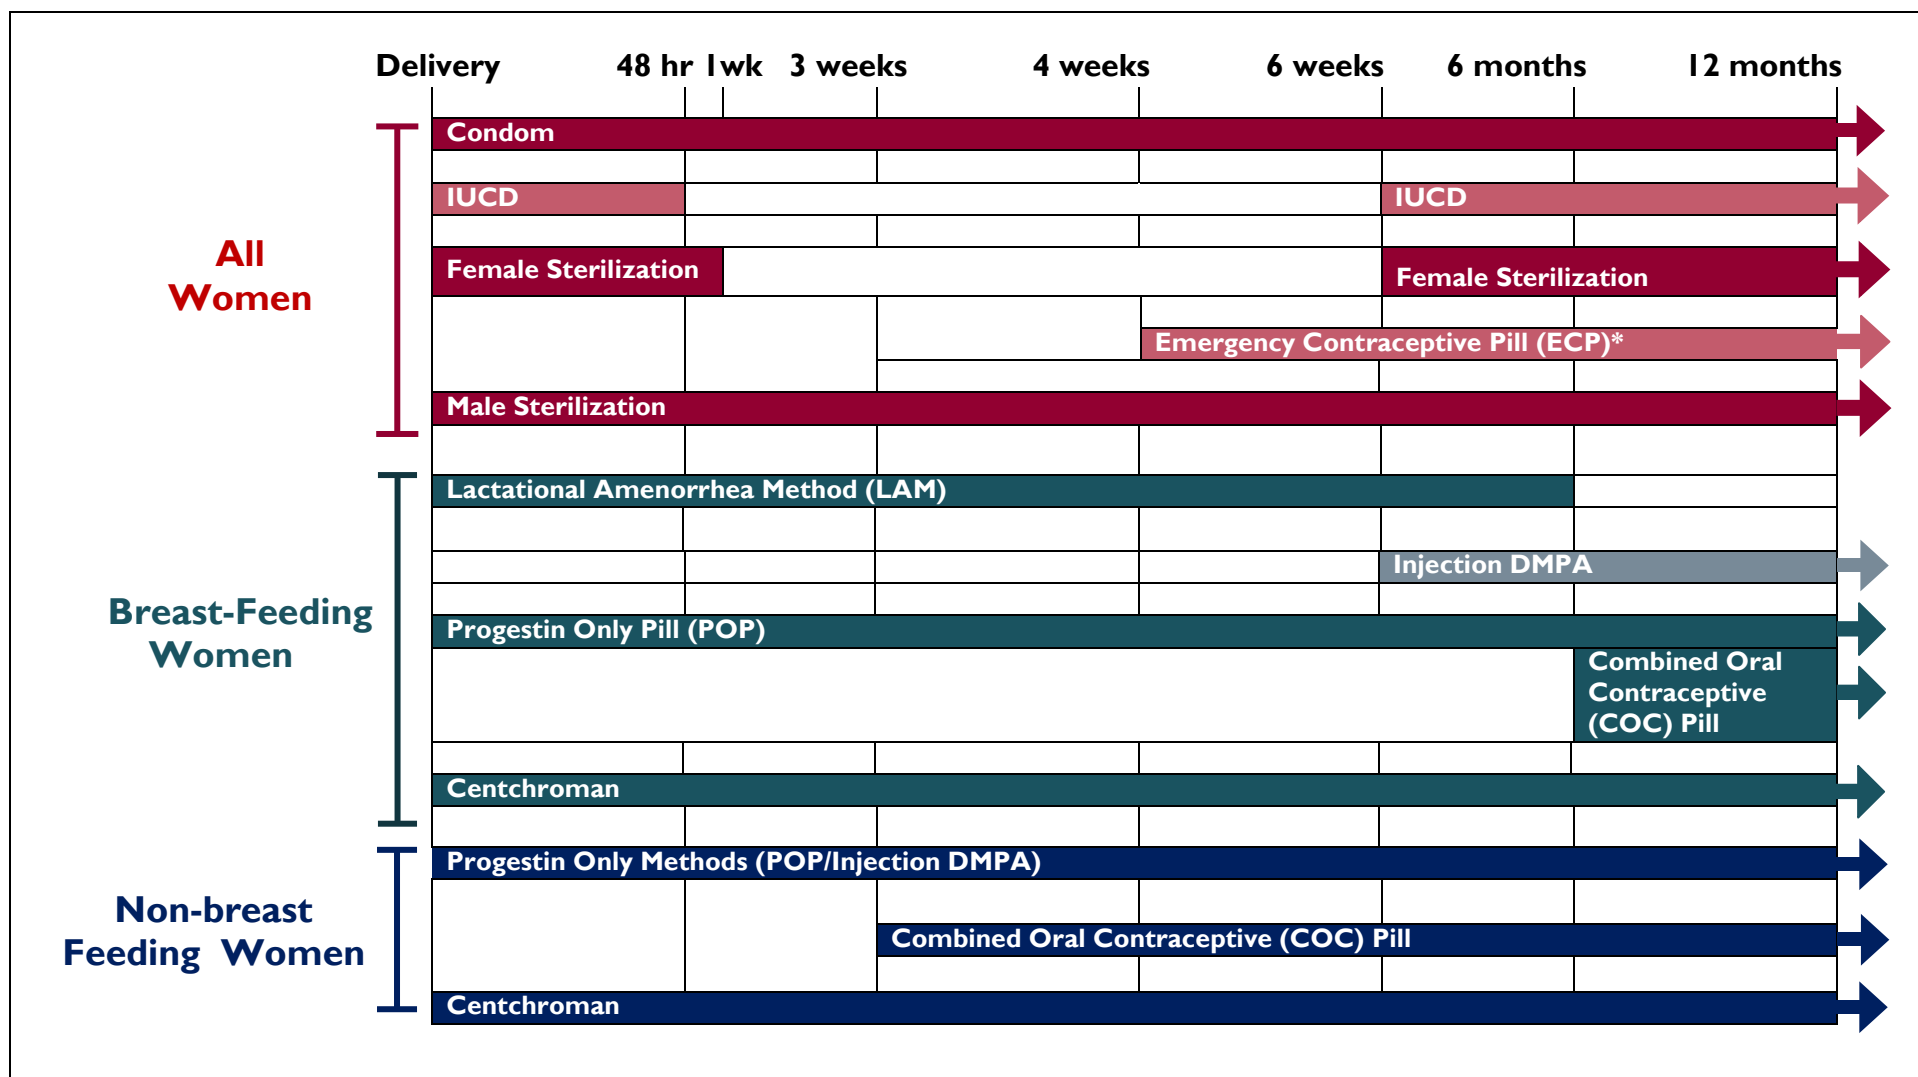 Delivery 48 hr 1wk 3 weeks 4 weeks 6 weeks 6 months 12 months
All
Women
Condom
IUCD IUCD
Female Sterilization Female Sterilization
Emergency Contraceptive Pill (ECP)*
Male Sterilization
Breast-Feeding
Women
Lactational Amenorrhea Method (LAM)
Injection DMPA
Progestin Only Pill (POP)
Combined Oral
Contraceptive
(COC) Pill
Centchroman
Non-breast
Feeding Women
Progestin Only Methods (POP/Injection DMPA)
Combined Oral Contraceptive (COC) Pill
Centchroman